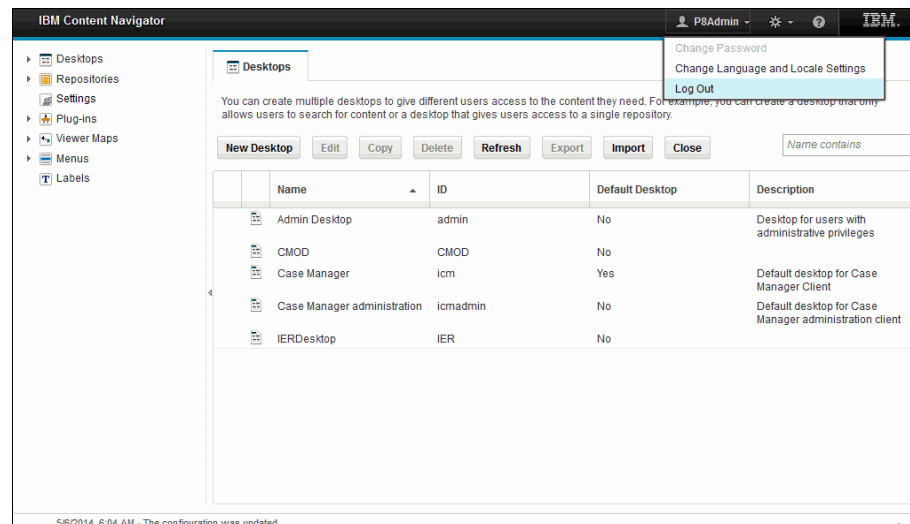 IBM Content Navigator
P8Admin
IBM.
Change Password
Change Language and Locale Settings
Log Out
Desktops
Repositories
Settings
Plug-ins
Viewer Maps
Menus
Labels
Desktops
You can create multiple desktops to give different users access to the content they need. For example, you can create a desktop that only
allows users to search for content or a desktop that gives users access to a single repository.
New Desktop Edit Copy Delete Refresh Export Import Close Name contains
Name ID Default Desktop Description
Admin Desktop admin No Desktop for users with
administrative privileges
CMOD CMOD No
Case Manager icm Yes Default desktop for Case
Manager Client
Case Manager administration icmadmin No Default desktop for Case
Manager administration client
IERDesktop IER No
5/6/2014, 6:04 AM - The configuration was updated